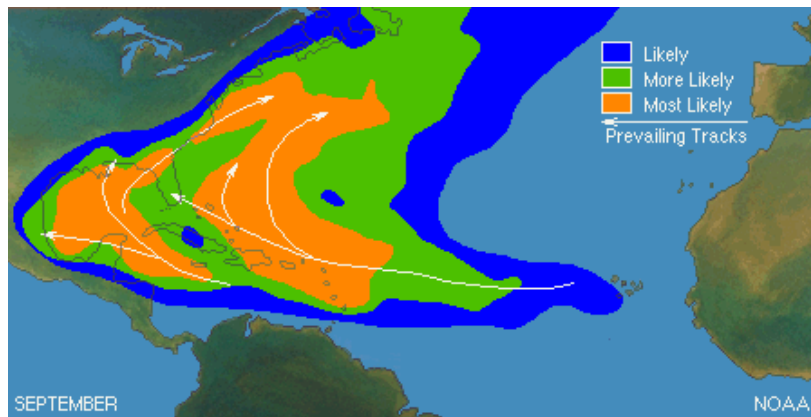 Likely
More Likely
Most Likely
Prevailing Tracks
SEPTEMBER
NOAA